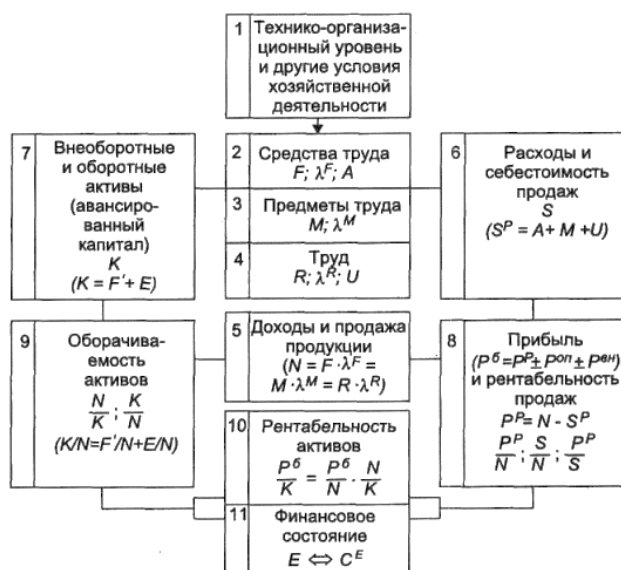 1
Технико-организа-
ционный уровень
и другие условия
хозяйственной
деятельности
7
Внеоборотные
и оборотные
активы
(авансиро-
ванный
капитал)
K
(K = F' + E)
2
Средства труда
F; λ^F; A
3
Предметы труда
M; λ^M
4
Труд
R; λ^R; U
6
Расходы и
себестоимость
продаж
S
(S^P = A + M + U)
9
Оборачива-
емость
активов
N/K ; K/N
(K/N=F'/N+E/N)
5
Доходы и продажа
продукции
(N = F · λ^F =
M · λ^M = R · λ^R)
8
Прибыль
(P^б=P^P ± P^оп ± P^вн)
и рентабельность
продаж
P^P = N - S^P
P^P/N ; S/N ; P^P/S
10
Рентабельность
активов
P^б/K = P^б/N · N/K
11
Финансовое
состояние
E ⇔ C^E